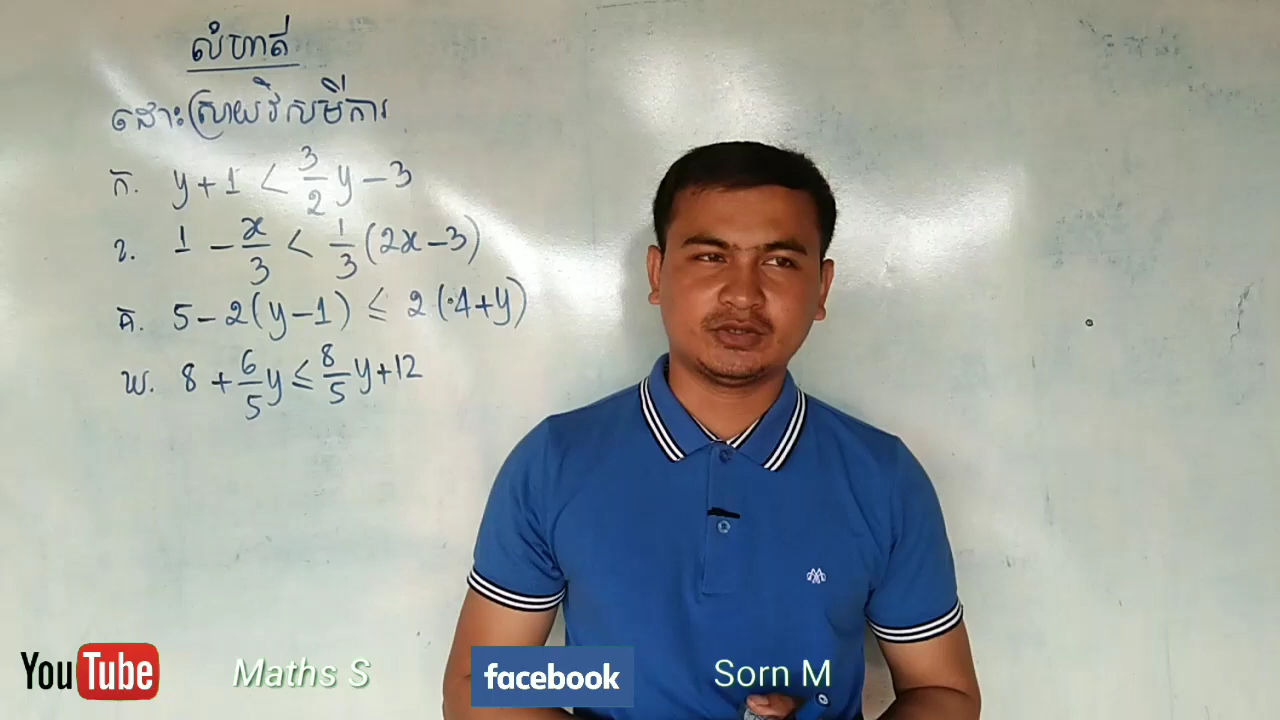 លំហាត់
ដោះស្រាយវិសមីការ
ក. y + 1 < 3/2 y - 3
ខ. 1 - x/3 < 1/3 (2x - 3)
គ. 5 - 2(y - 1) ≤ 2(4 + y)
ឃ. 8 + 6/5 y ≤ 8/5 y + 12
YouTube Maths S facebook Sorn M